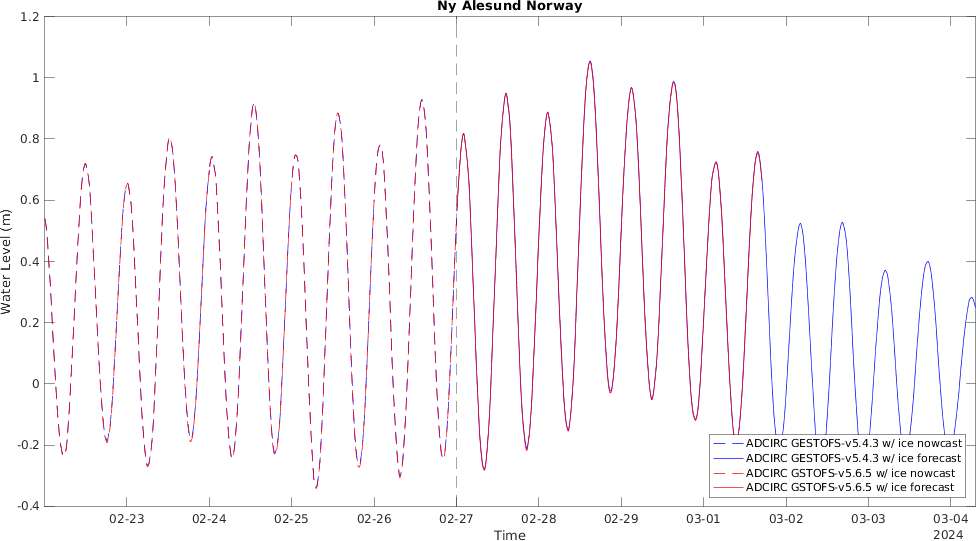 Ny Alesund Norway
1.2
1
0.8
0.6
0.4
0.2
0
-0.2
-0.4
Water Level (m)
02-23 02-24 02-25 02-26 02-27 02-28 02-29 03-01 03-02 03-03 03-04
2024
Time
ADCIRC GESTOFS-v5.4.3 w/ ice nowcast
ADCIRC GESTOFS-v5.4.3 w/ ice forecast
ADCIRC GSTOFS-v5.6.5 w/ ice nowcast
ADCIRC GSTOFS-v5.6.5 w/ ice forecast